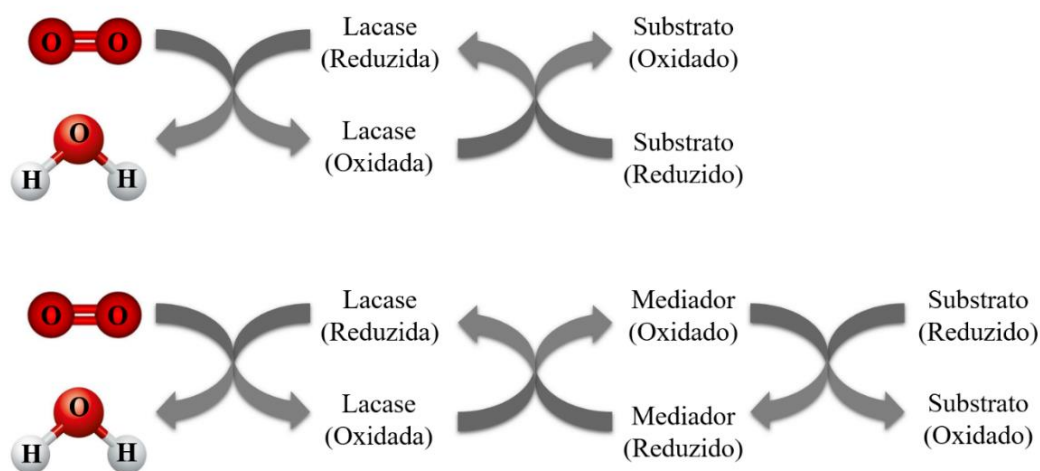 O O
Lacase
(Reduzida)
Substrato
(Oxidado)
O
H H
Lacase
(Oxidada)
Substrato
(Reduzido)
O O
Lacase
(Reduzida)
Mediador
(Oxidado)
Substrato
(Reduzido)
O
H H
Lacase
(Oxidada)
Mediador
(Reduzido)
Substrato
(Oxidado)